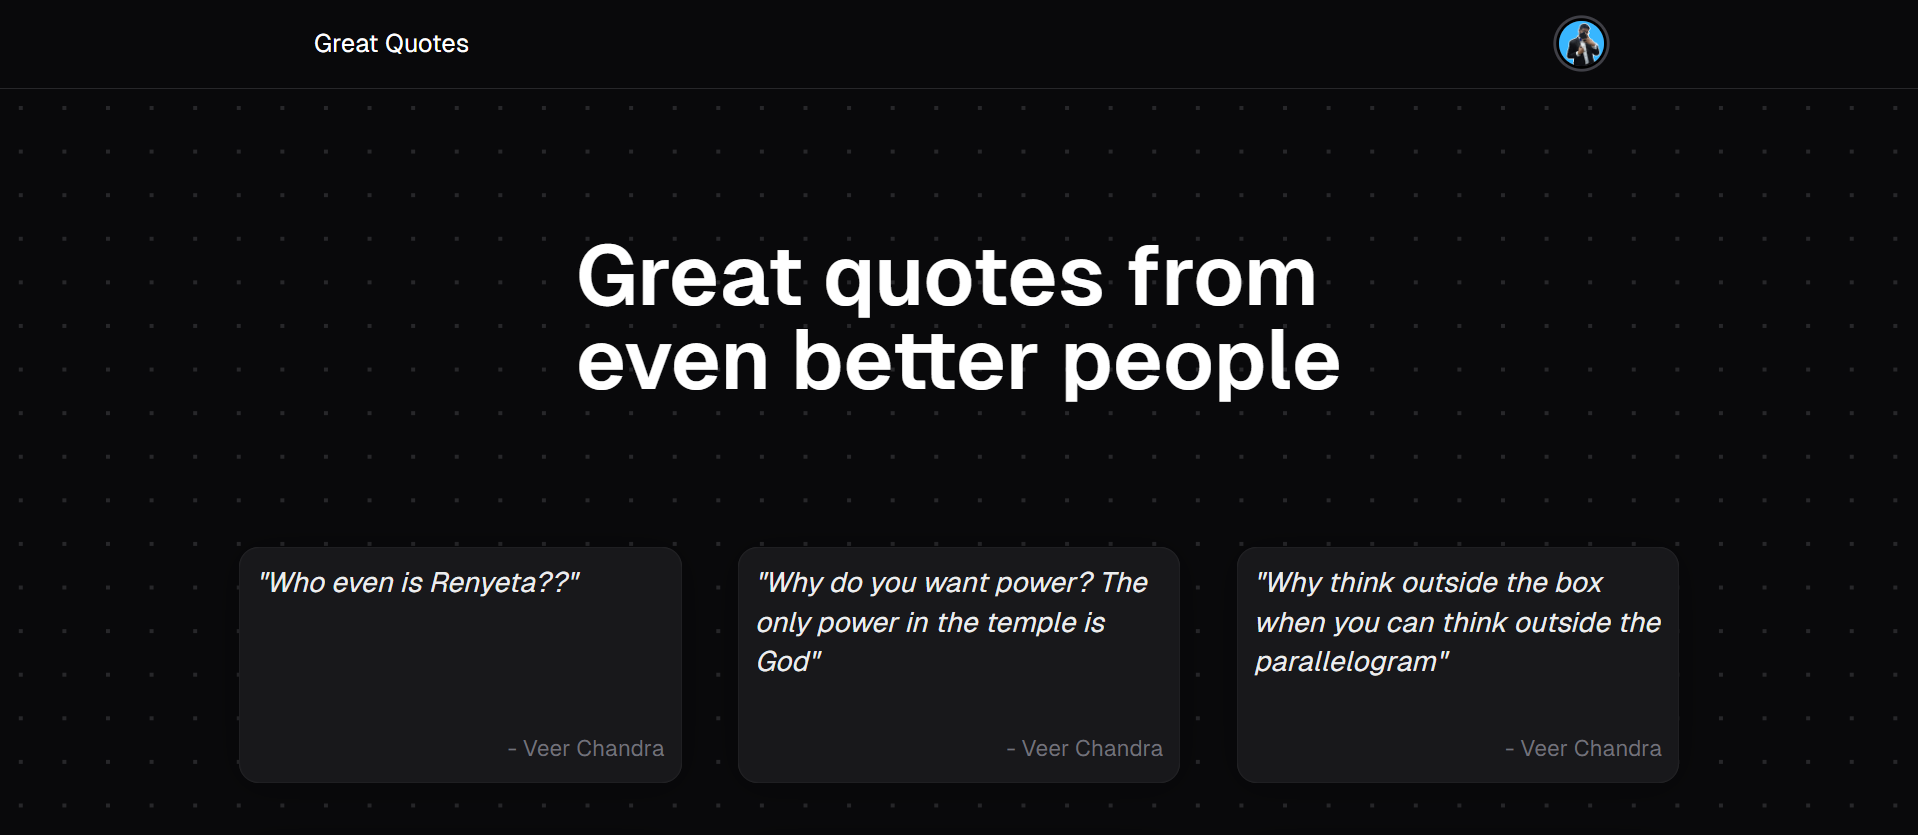 Great Quotes
Great quotes from
even better people
"Who even is Renyeta??"
- Veer Chandra
"Why do you want power? The
only power in the temple is
God"
- Veer Chandra
"Why think outside the box
when you can think outside the
parallelogram"
- Veer Chandra